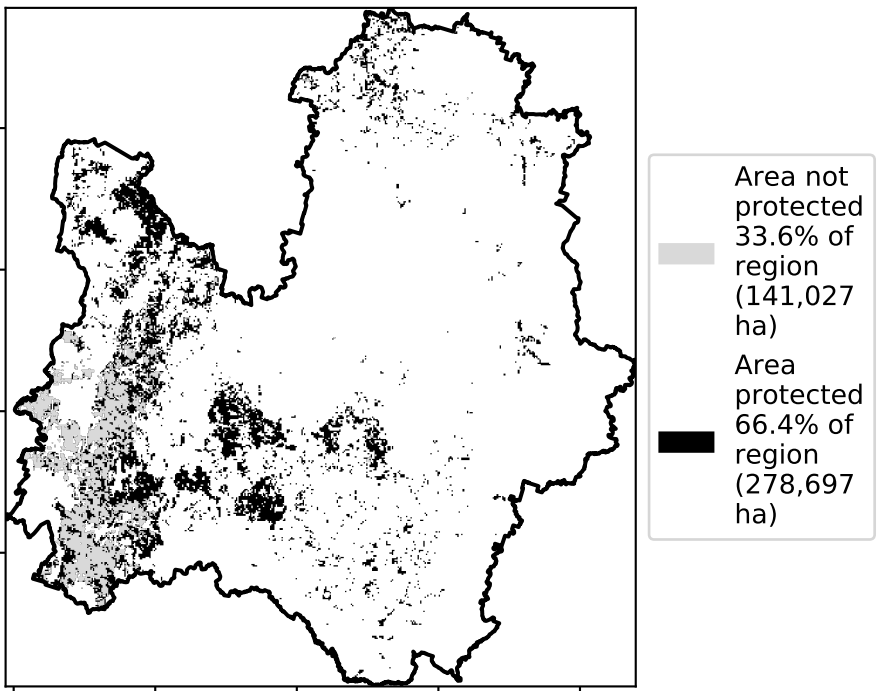 Area not
protected
33.6% of
region
(141,027
ha)
Area
protected
66.4% of
region
(278,697
ha)